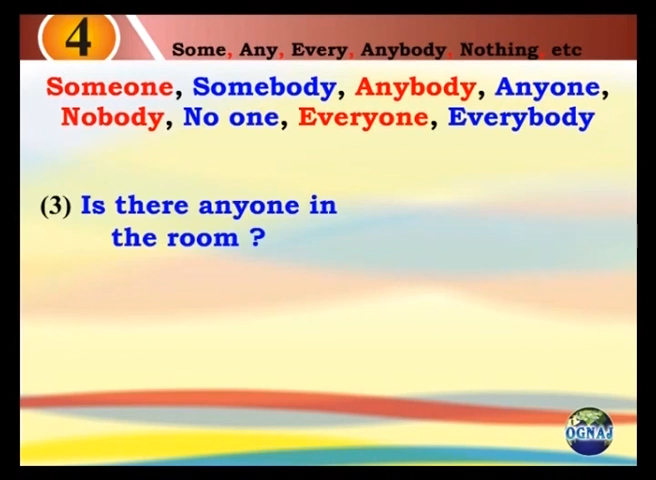 4
Some, Any, Every, Anybody, Nothing, etc
Someone, Somebody, Anybody, Anyone,
Nobody, No one, Everyone, Everybody
(3) Is there anyone in
the room ?
OGNAJ